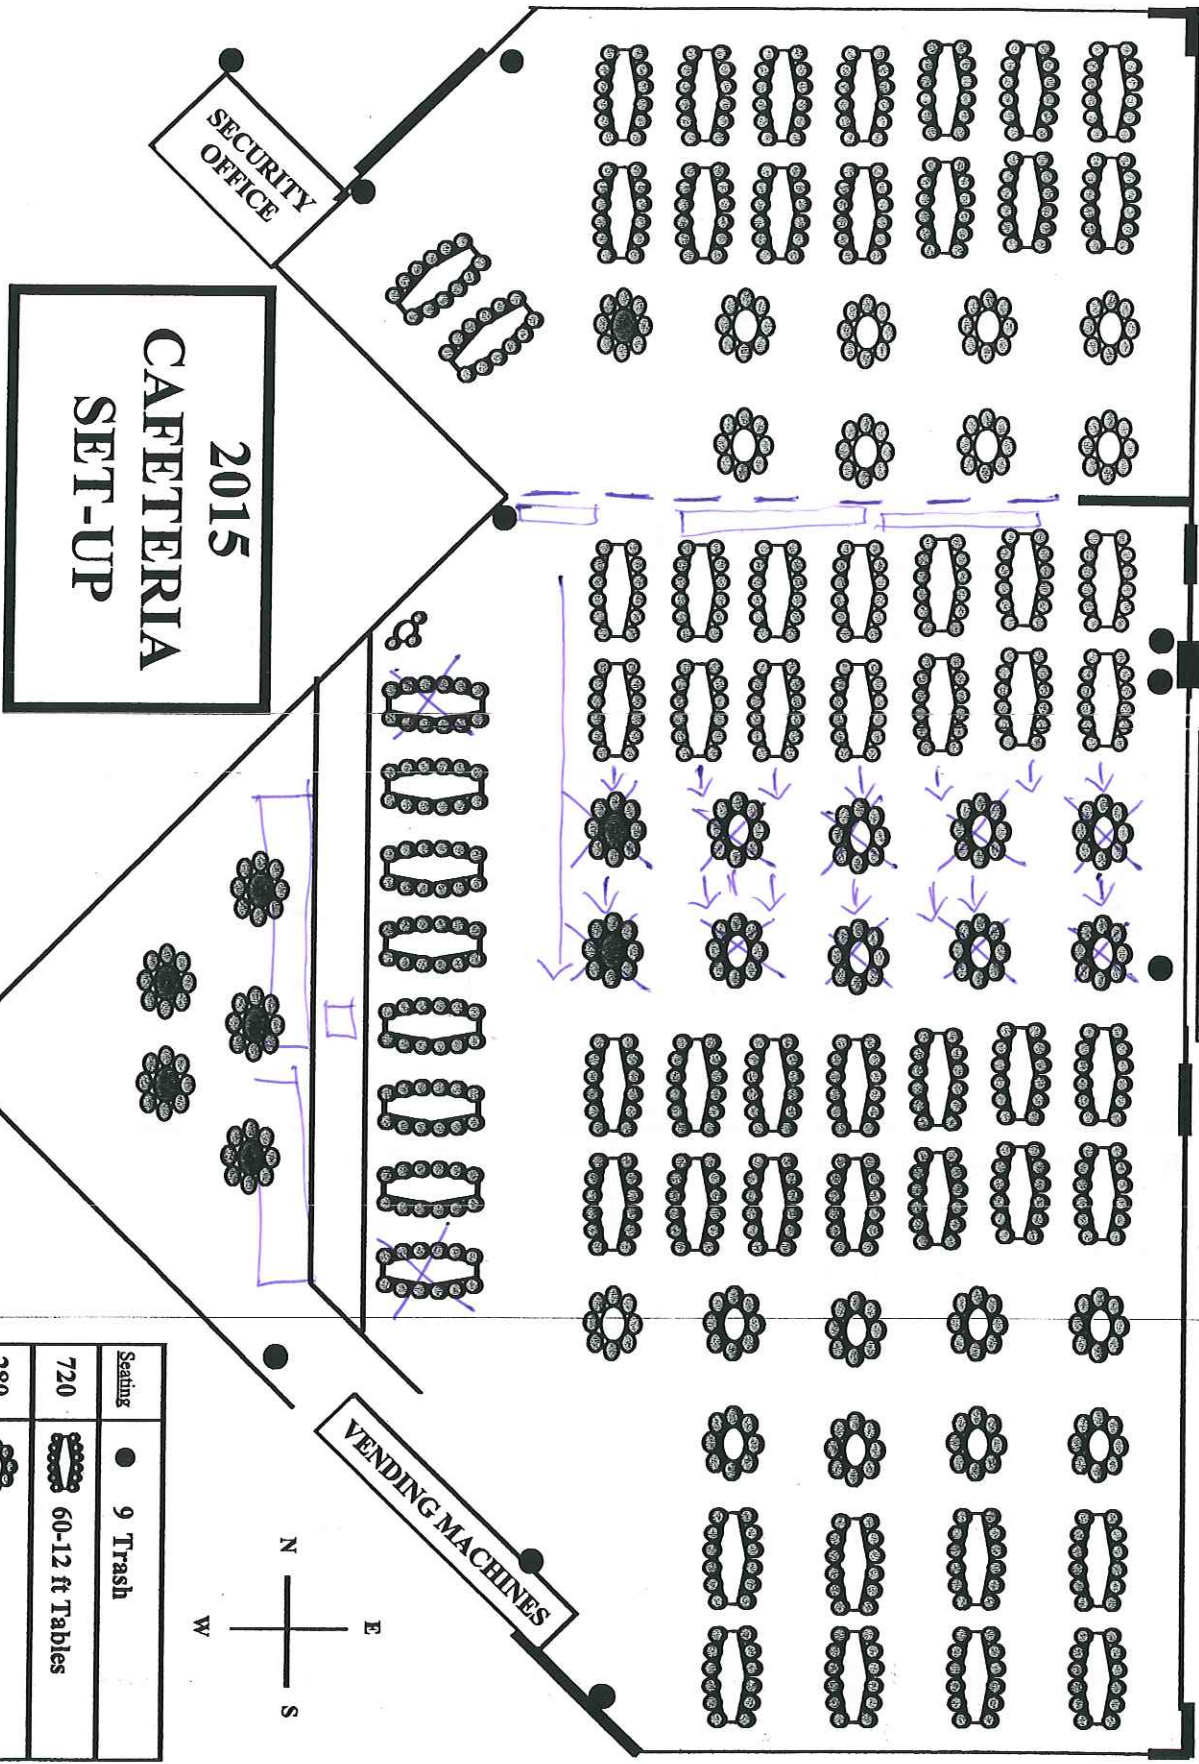 SECURITY
OFFICE
2015
CAFETERIA
SET-UP
VENDING MACHINES
N
E
W
S
Seating
9 Trash
720
60-12 ft Tables